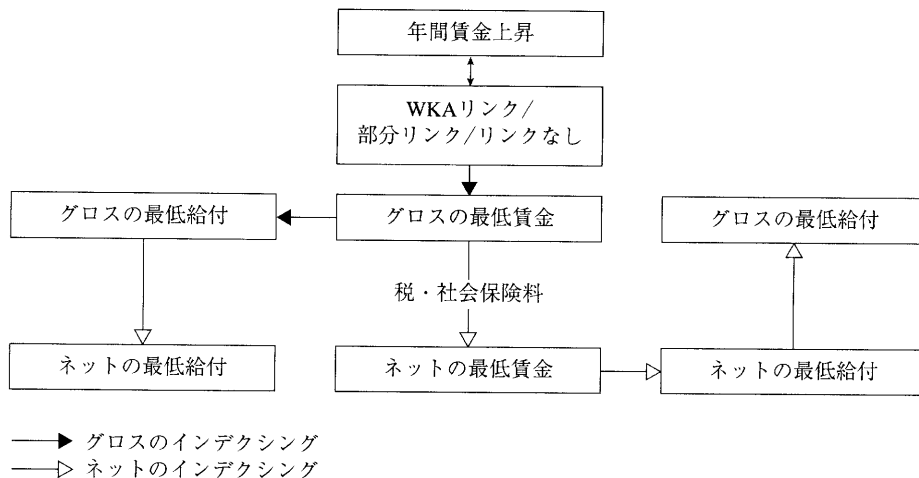 年間賃金上昇
WKAリンク/
部分リンク/リンクなし
グロスの最低給付
グロスの最低賃金
グロスの最低給付
税・社会保険料
ネットの最低給付
ネットの最低賃金
ネットの最低給付
グロスのインデクシング
ネットのインデクシング